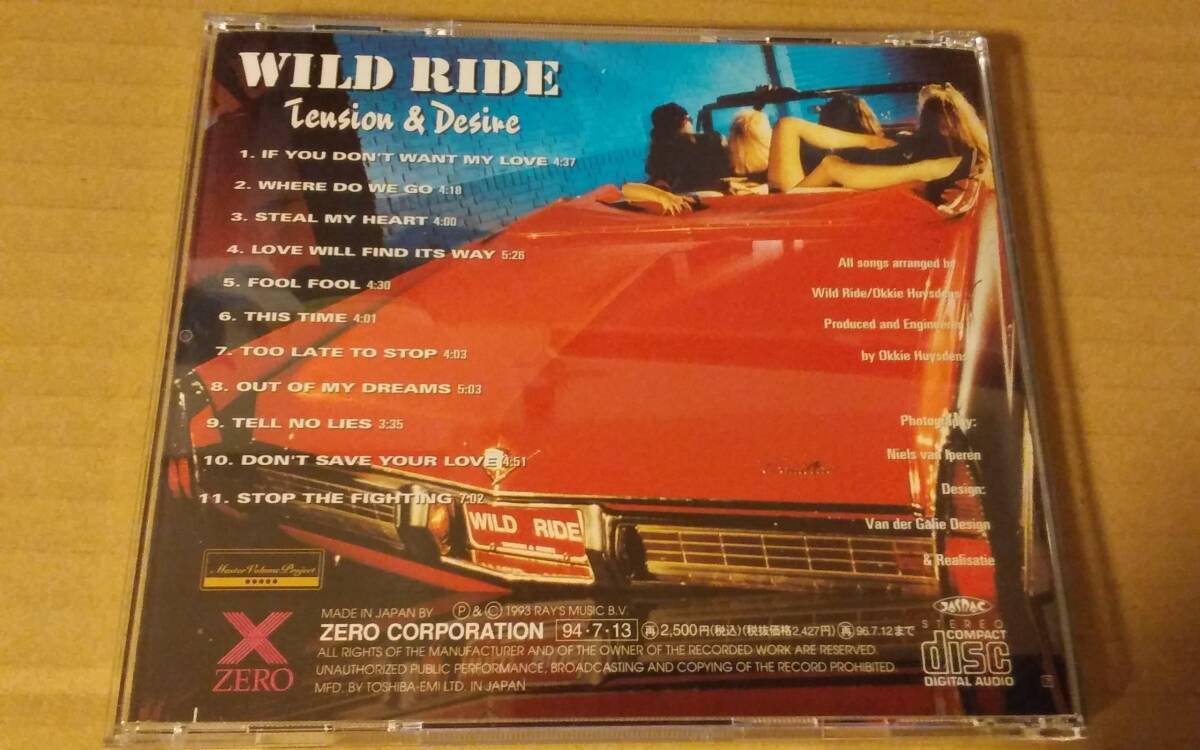 WILD RIDE
Tension & Desire
1. IF YOU DON'T WANT MY LOVE 4:37
2. WHERE DO WE GO 4:18
3. STEAL MY HEART 4:00
4. LOVE WILL FIND ITS WAY 5:26
5. FOOL FOOL 4:30
6. THIS TIME 4:01
7. TOO LATE TO STOP 4:03
8. OUT OF MY DREAMS 5:03
9. TELL NO LIES 3:35
10. DON'T SAVE YOUR LOVE 4:51
11. STOP THE FIGHTING 7:02
All songs arranged by
Wild Ride/Okkie Huysdens
Produced and Engineered
by Okkie Huysdens
Photography:
Niels van Iperen
Design:
Van der Galie Design
& Realisatie
WILD RIDE
TENSION & DESIRE
Master Volume Project
X
ZERO
MADE IN JAPAN BY Ⓟ & Ⓒ 1993 RAY'S MUSIC B.V.
ZERO CORPORATION 94・7・13 再 2,500円(税込)(税抜価格2,427円) 再 96.7.12まで
ALL RIGHTS OF THE MANUFACTURER AND OF THE OWNER OF THE RECORDED WORK ARE RESERVED.
UNAUTHORIZED PUBLIC PERFORMANCE, BROADCASTING AND COPYING OF THE RECORD PROHIBITED.
MFD. BY TOSHIBA-EMI LTD. IN JAPAN
JASRAC
STEREO
COMPACT
disc
DIGITAL AUDIO